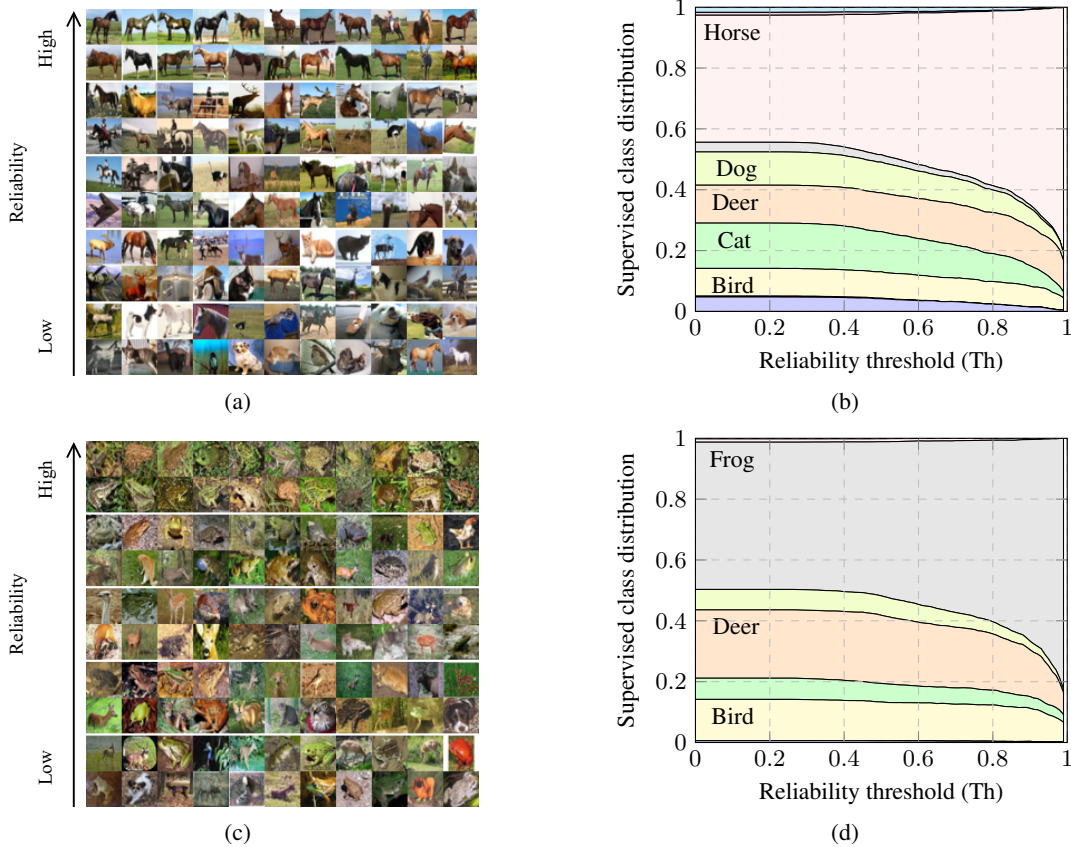 High
Reliability
Low
(a)
Supervised class distribution
1
0.8
0.6
0.4
0.2
0
Horse
Dog
Deer
Cat
Bird
0
0.2
0.4
0.6
0.8
1
Reliability threshold (Th)
(b)
High
Reliability
Low
(c)
Supervised class distribution
1
0.8
0.6
0.4
0.2
0
Frog
Deer
Bird
0
0.2
0.4
0.6
0.8
1
Reliability threshold (Th)
(d)